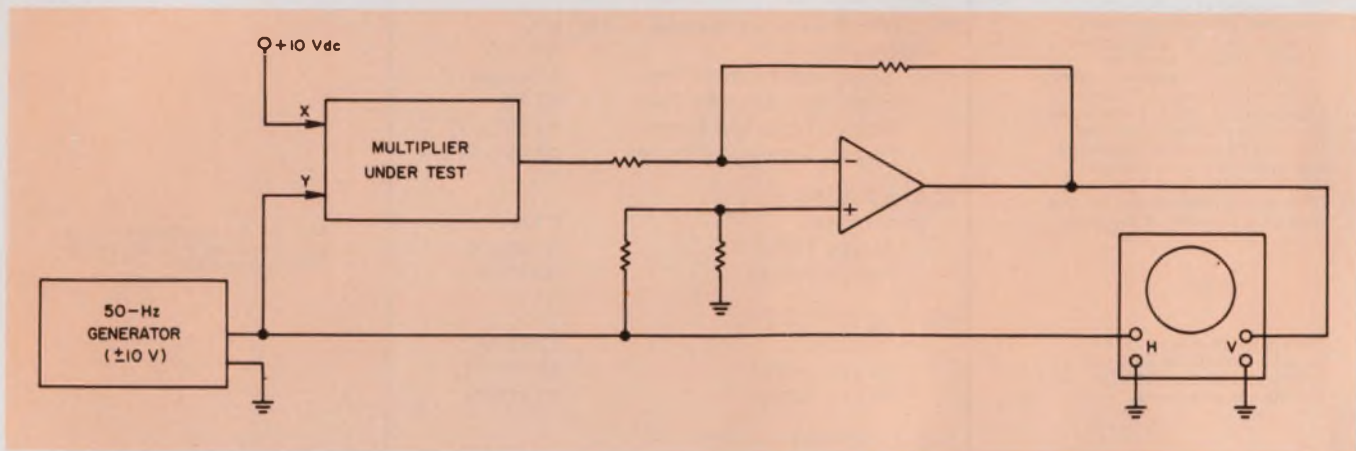 +10 Vdc
X
MULTIPLIER
UNDER TEST
Y
−
+
50-Hz
GENERATOR
(±10 V)
H
V